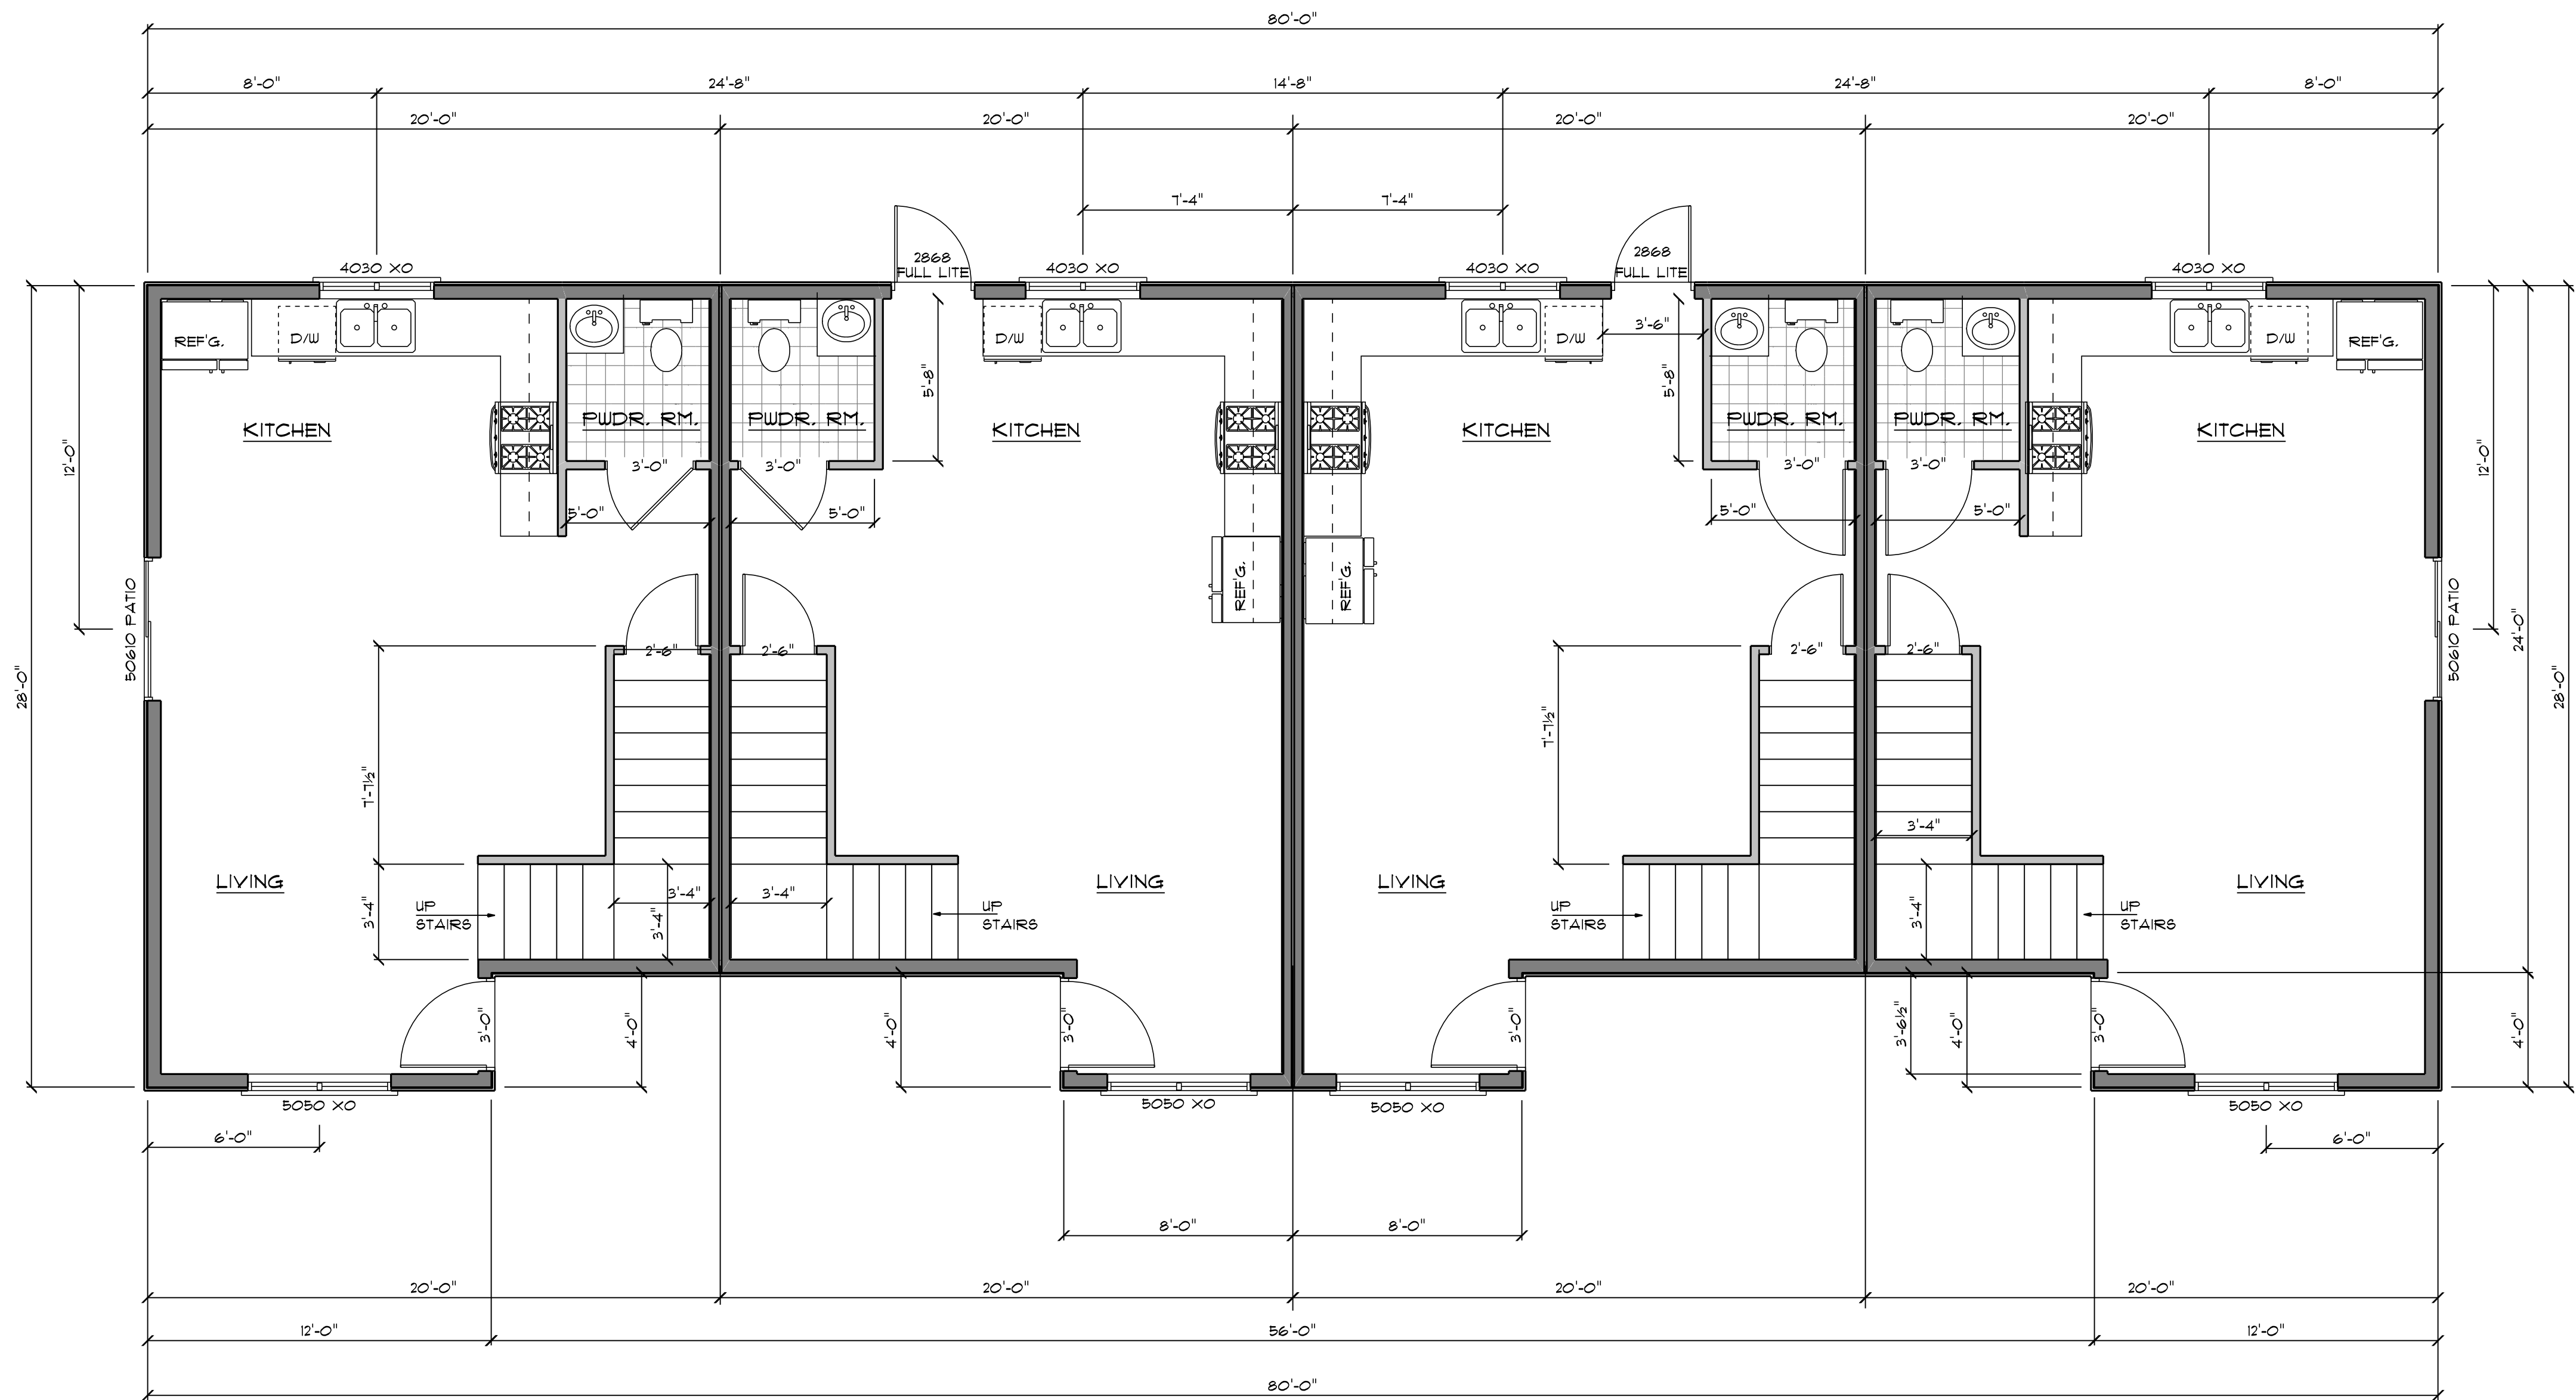 80'-0"
8'-0" 24'-8" 14'-8" 24'-8" 8'-0"
20'-0" 20'-0" 20'-0" 20'-0"
7'-4" 7'-4"
2868 2868
FULL LITE FULL LITE
4030 XO 4030 XO 4030 XO 4030 XO
REF'G. D/W D/W D/W 3'-6" D/W REF'G.
5'-8" 5'-8"
PWDR. RM. PWDR. RM. PWDR. RM. PWDR. RM.
KITCHEN KITCHEN KITCHEN KITCHEN
12'-0" 3'-0" 3'-0" 3'-0" 3'-0" 12'-0"
5'-0" 5'-0" 5'-0" 5'-0"
REF'G. REF'G.
50610 PATIO 50610 PATIO
24'-0"
2'-6" 2'-6" 2'-6" 2'-6"
28'-0" 28'-0"
7'-7½" 7'-7½"
3'-4"
LIVING LIVING LIVING LIVING
3'-4" 3'-4"
3'-4" 3'-4" 3'-4"
UP UP UP UP
STAIRS STAIRS STAIRS STAIRS
3'-0" 4'-0" 4'-0" 3'-0" 3'-0" 3'-6½" 4'-0" 3'-0" 4'-0"
5050 XO 5050 XO 5050 XO 5050 XO
6'-0" 6'-0"
8'-0" 8'-0"
20'-0" 20'-0" 20'-0" 20'-0"
12'-0" 56'-0" 12'-0"
80'-0"